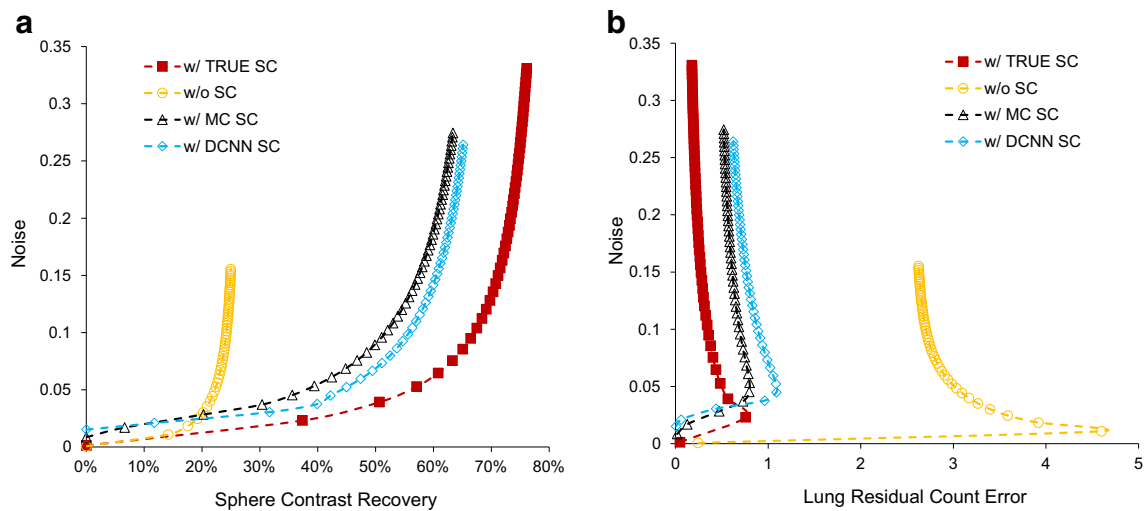 a
0.35
0.3
0.25
0.2
0.15
0.1
0.05
0
Noise
w/ TRUE SC
w/o SC
w/ MC SC
w/ DCNN SC
0% 10% 20% 30% 40% 50% 60% 70% 80%
Sphere Contrast Recovery
b
0.35
0.3
0.25
0.2
0.15
0.1
0.05
0
Noise
w/ TRUE SC
w/o SC
w/ MC SC
w/ DCNN SC
0 1 2 3 4 5
Lung Residual Count Error